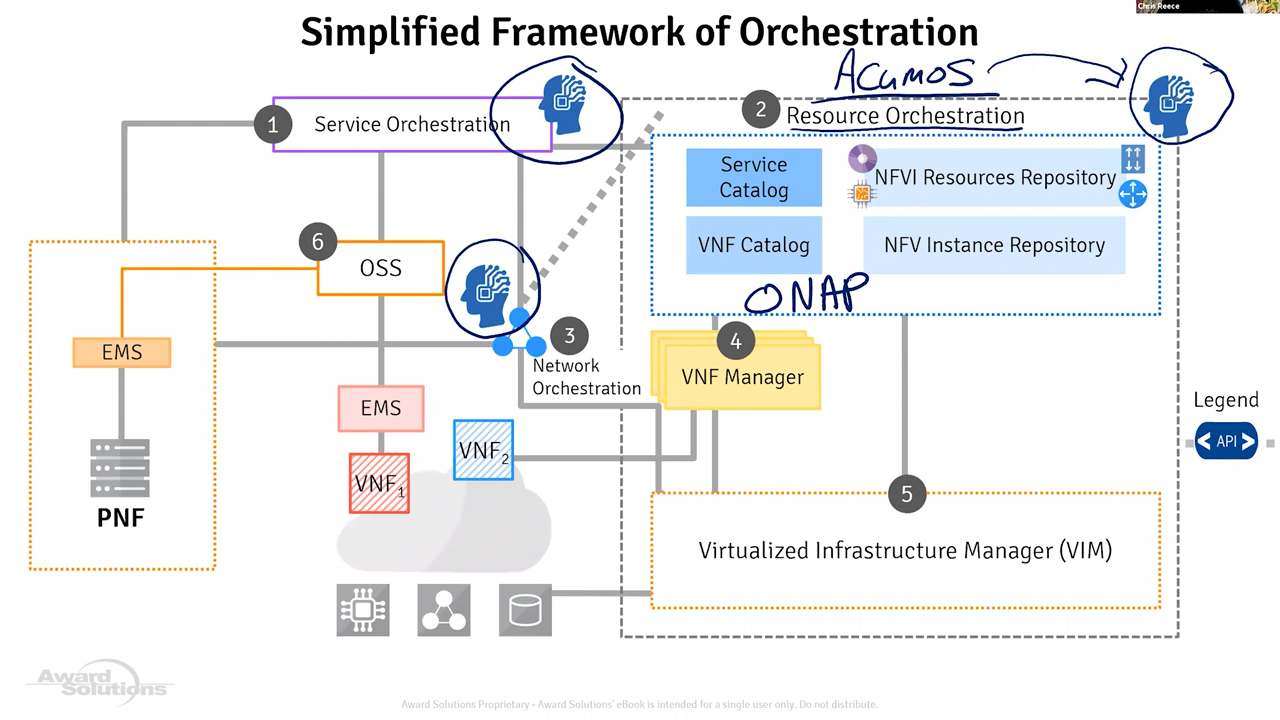 Chris Reece
Simplified Framework of Orchestration
Acumos
1
Service Orchestration
2
Resource Orchestration
Service
Catalog
NFVI Resources Repository
VNF Catalog
NFV Instance Repository
ONAP
6
OSS
3
Network
Orchestration
4
VNF Manager
EMS
EMS
VNF2
VNF1
PNF
Legend
< API >
5
Virtualized Infrastructure Manager (VIM)
Award
Solutions
Award Solutions Proprietary - Award Solutions' eBook is intended for a single user only. Do not distribute.